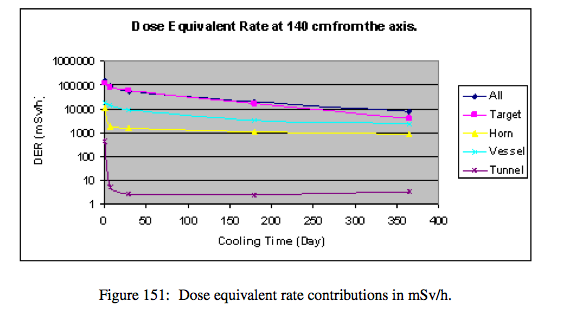 Dose Equivalent Rate at 140 cm from the axis.
1000000
100000
10000
1000
100
10
1
DER (mSv/h)
0 50 100 150 200 250 300 350 400
Cooling Time (Day)
All
Target
Horn
Vessel
Tunnel
Figure 151: Dose equivalent rate contributions in mSv/h.